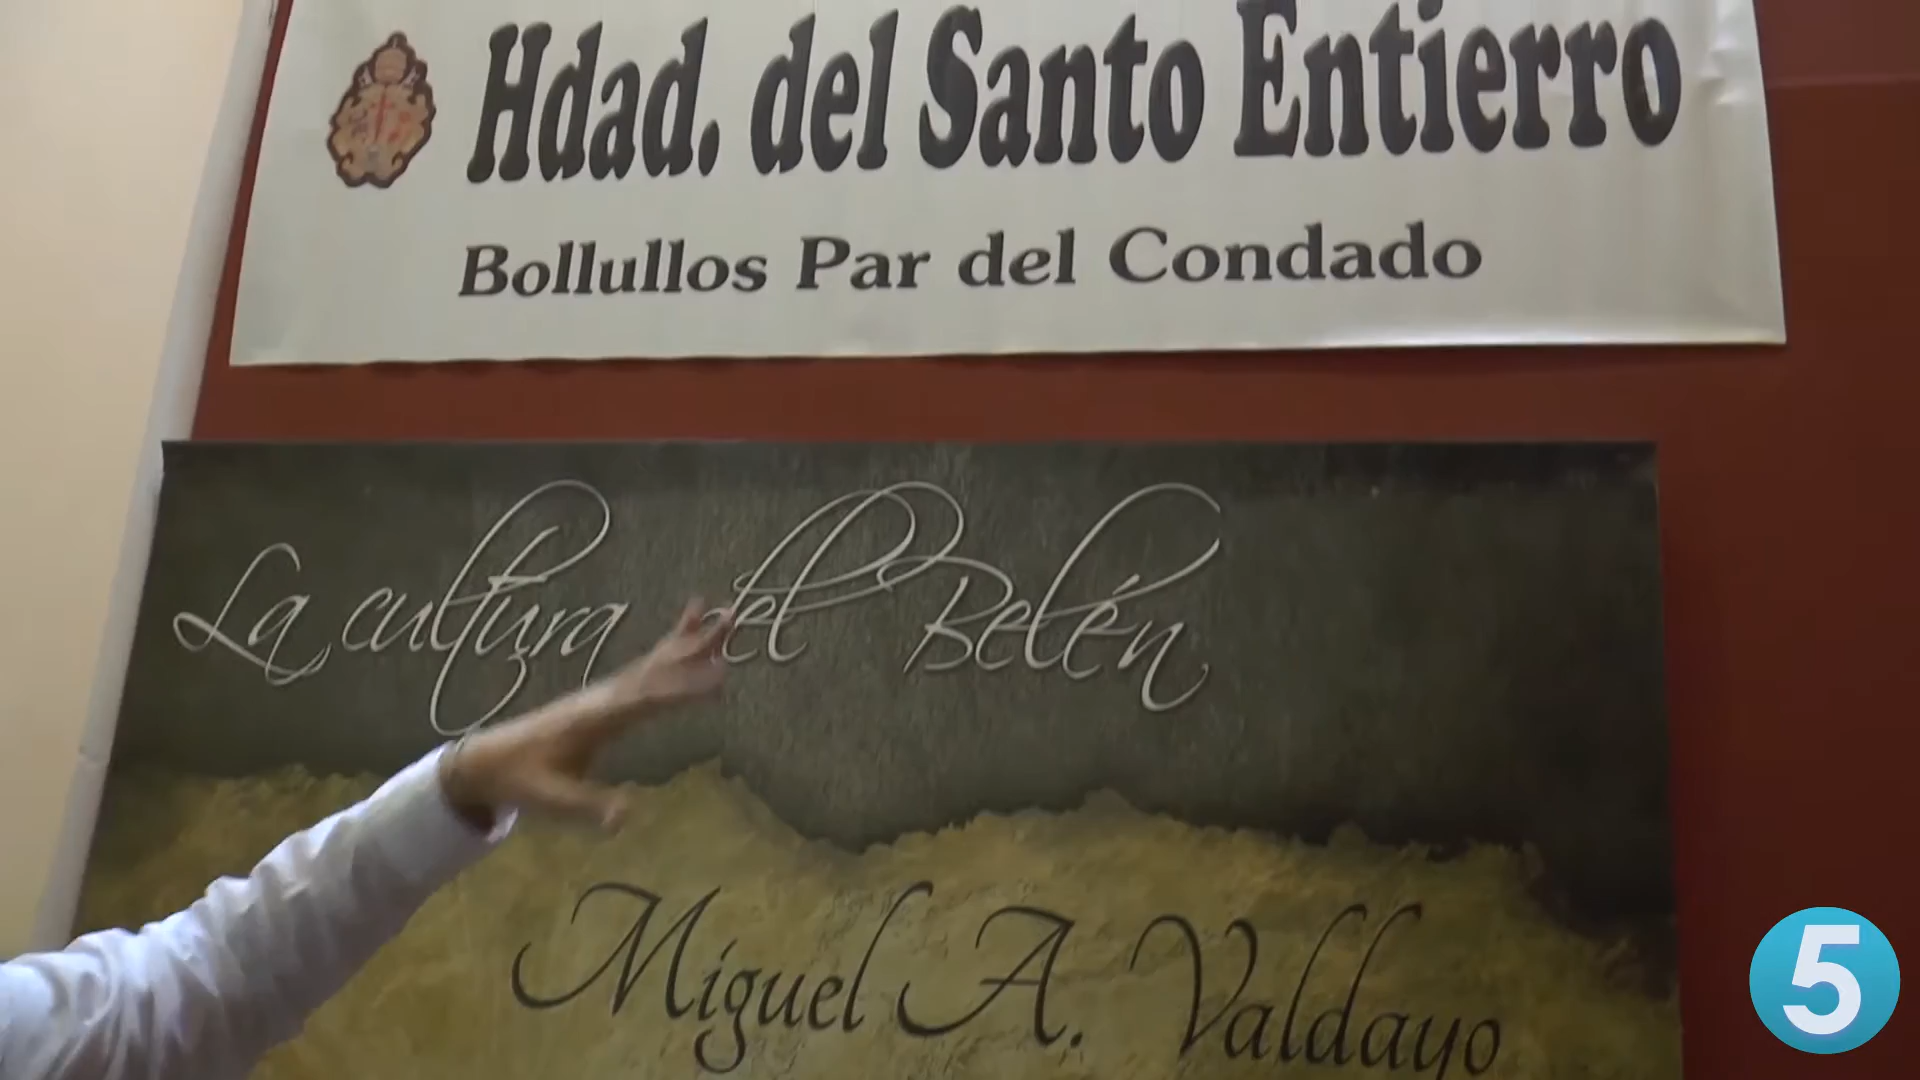 Hdad. del Santo Entierro
Bollullos Par del Condado
La cultura del Belén
Miguel A. Valdayo
5